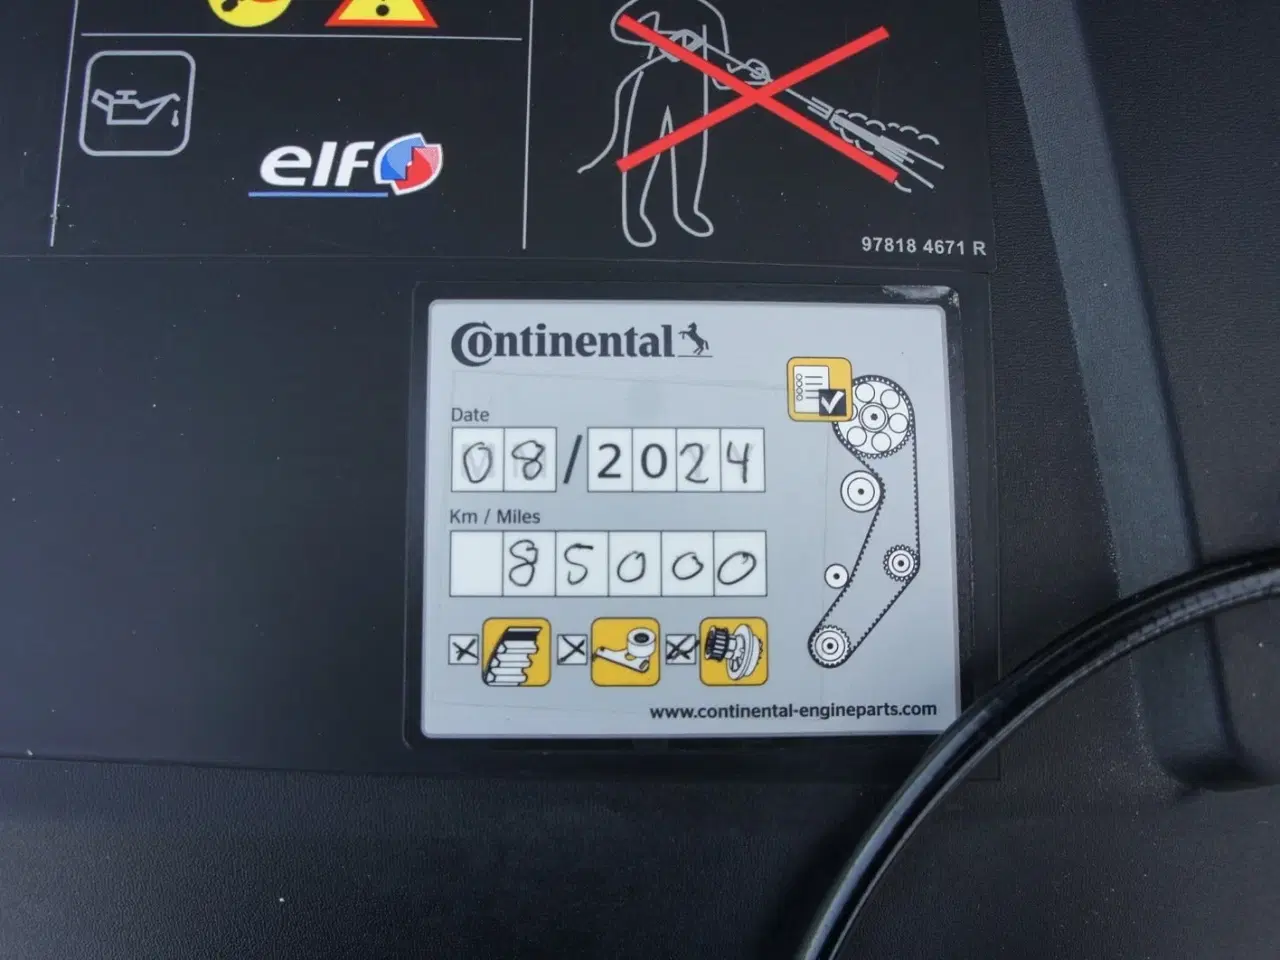 elf
97818 4671 R
Continental
Date
08/2024
Km / Miles
85000
www.continental-engineparts.com